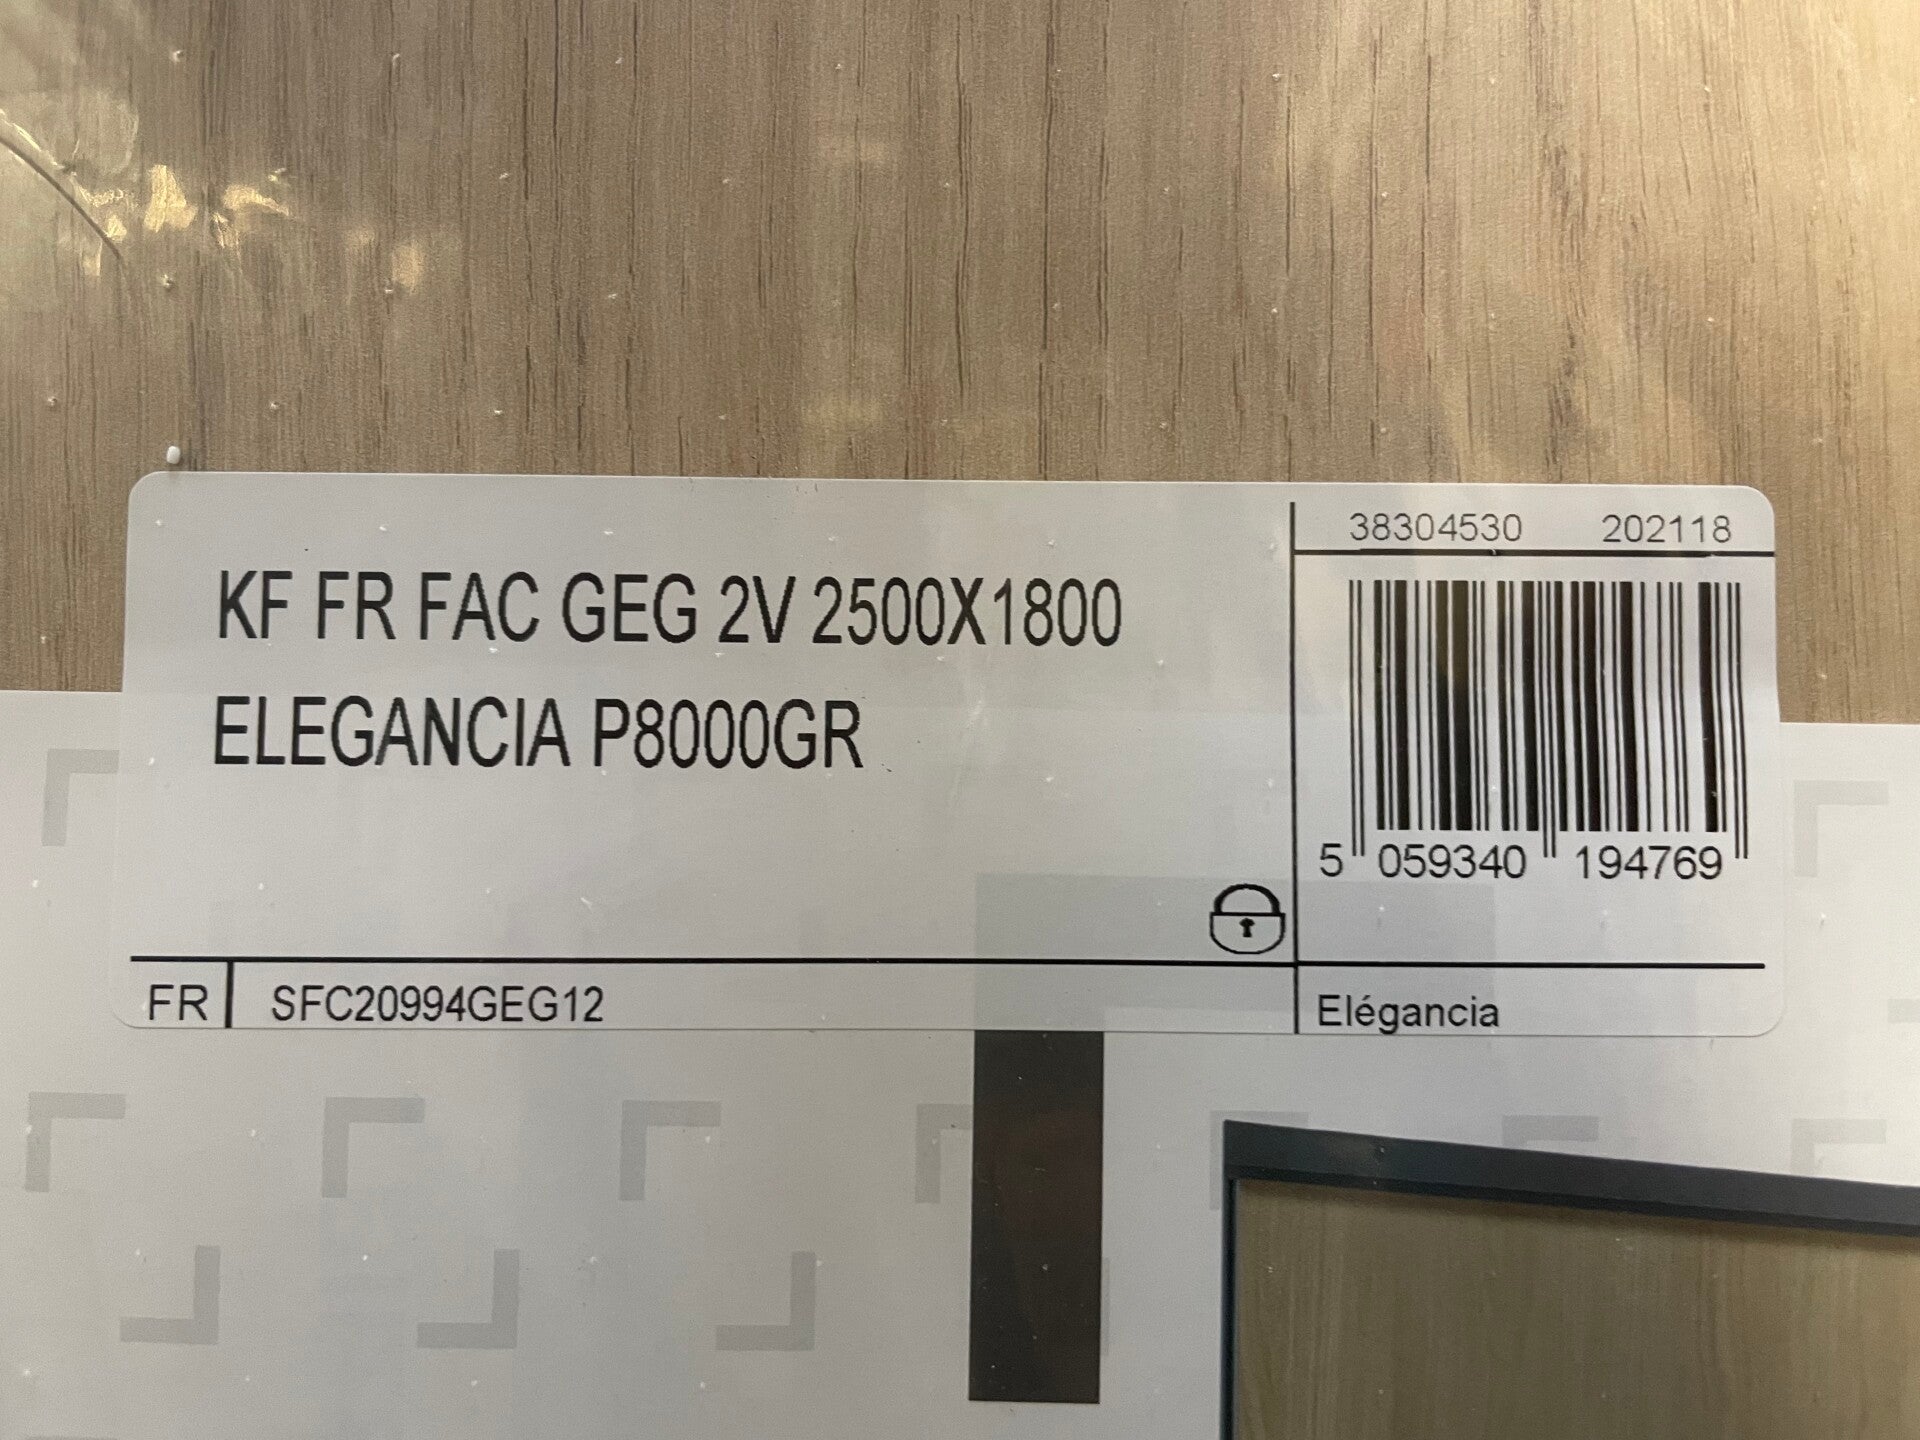 38304530 202118
KF FR FAC GEG 2V 2500X1800
ELEGANCIA P8000GR
5 059340 194769
FR SFC20994GEG12 Elégancia